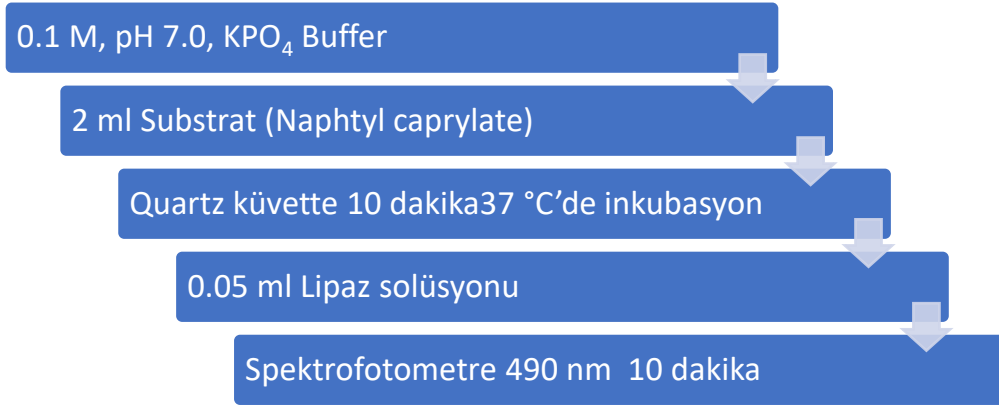 0.1 M, pH 7.0, KPO₄ Buffer
2 ml Substrat (Naphtyl caprylate)
Quartz küvette 10 dakika37 °C’de inkubasyon
0.05 ml Lipaz solüsyonu
Spektrofotometre 490 nm  10 dakika